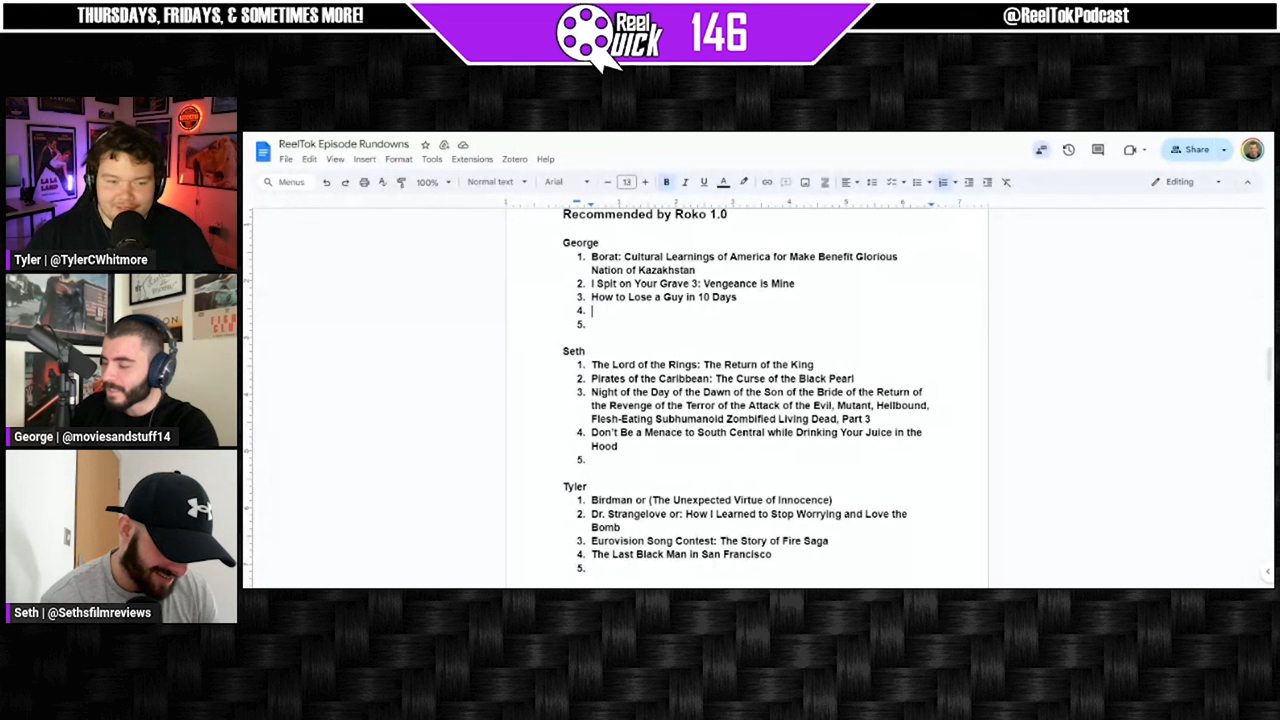 THURSDAYS, FRIDAYS, & SOMETIMES MORE!
Reel
QUICK
146
@ReelTokPodcast
LA LA LAND
Tyler | @TylerCWhitmore
FIGHT CLUB
George | @moviesandstuff14
Seth | @Sethsfilmreviews
ReelTok Episode Rundowns
File Edit View Insert Format Tools Extensions Zotero Help
Share
Menus
100%
Normal text
Arial
13
Editing
Recommended by Roko 1.0
George
1. Borat: Cultural Learnings of America for Make Benefit Glorious
Nation of Kazakhstan
2. I Spit on Your Grave 3: Vengeance is Mine
3. How to Lose a Guy in 10 Days
4.
5.
Seth
1. The Lord of the Rings: The Return of the King
2. Pirates of the Caribbean: The Curse of the Black Pearl
3. Night of the Day of the Dawn of the Son of the Bride of the Return of
the Revenge of the Terror of the Attack of the Evil, Mutant, Hellbound,
Flesh-Eating Subhumanoid Zombified Living Dead, Part 3
4. Don't Be a Menace to South Central while Drinking Your Juice in the
Hood
5.
Tyler
1. Birdman or (The Unexpected Virtue of Innocence)
2. Dr. Strangelove or: How I Learned to Stop Worrying and Love the
Bomb
3. Eurovision Song Contest: The Story of Fire Saga
4. The Last Black Man in San Francisco
5.